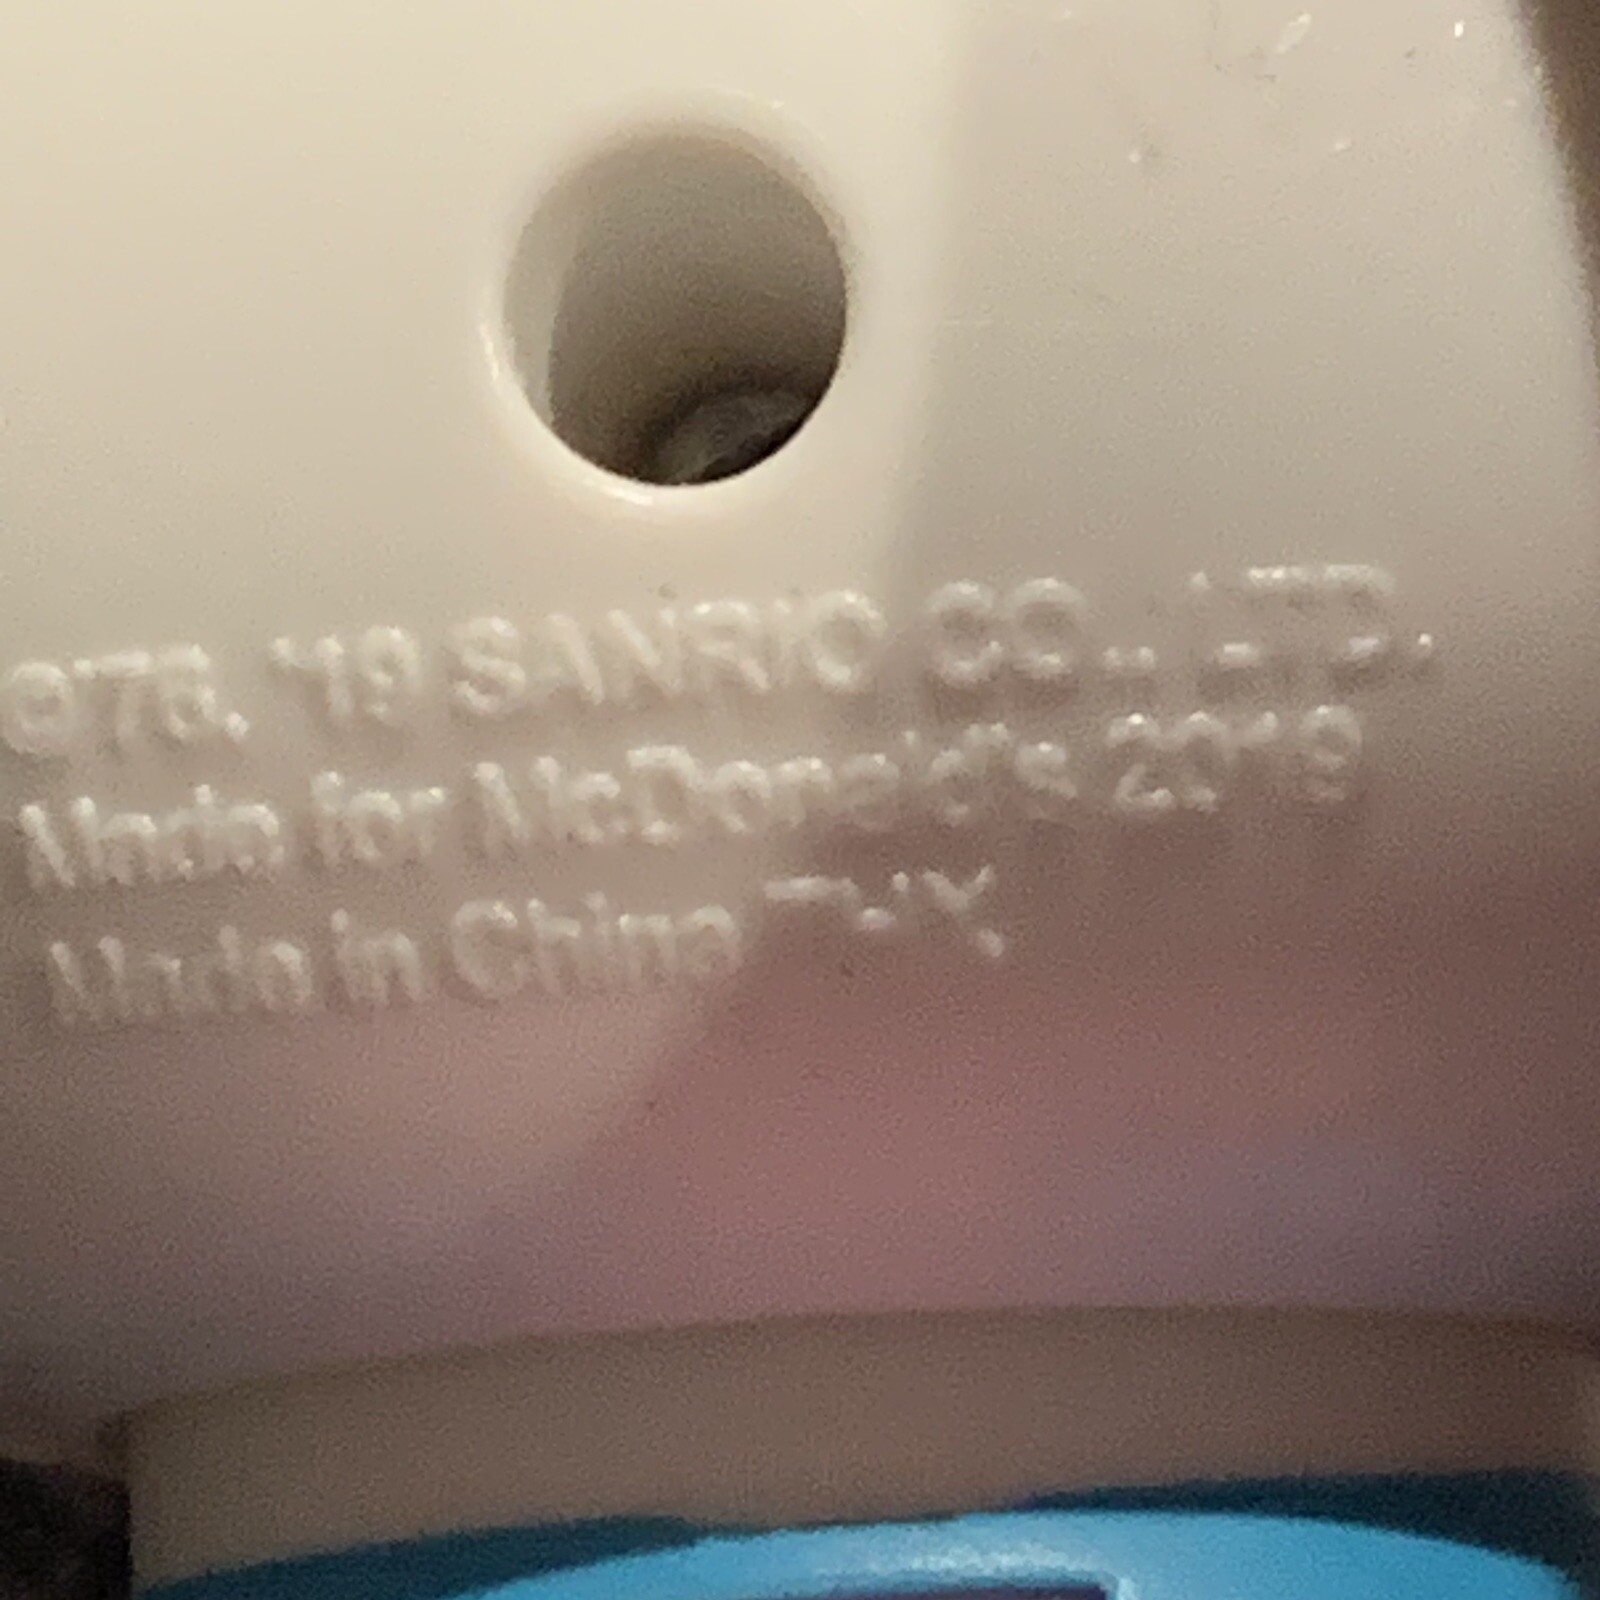 ©'76, '19 SANRIO CO., LTD.
Made for McDonald's 2019
Made in China